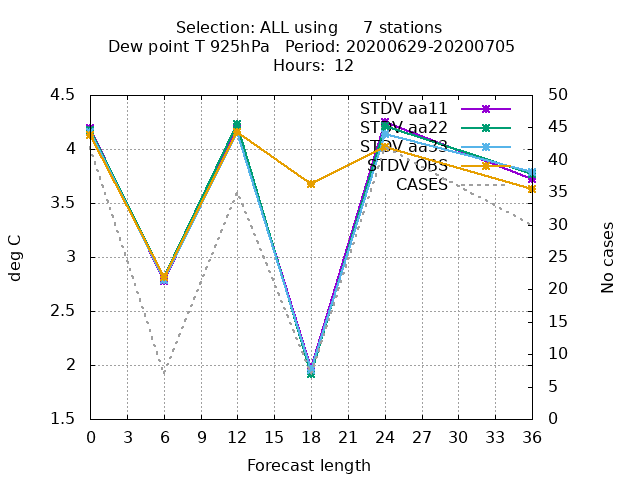 Selection: ALL using 7 stations
Dew point T 925hPa Period: 20200629-20200705
Hours: 12
4.5
4
3.5
3
2.5
2
1.5
deg C
50
45
40
35
30
25
20
15
10
5
0
No cases
STDV aa11
STDV aa22
STDV aa33
STDV OBS
CASES
0 3 6 9 12 15 18 21 24 27 30 33 36
Forecast length